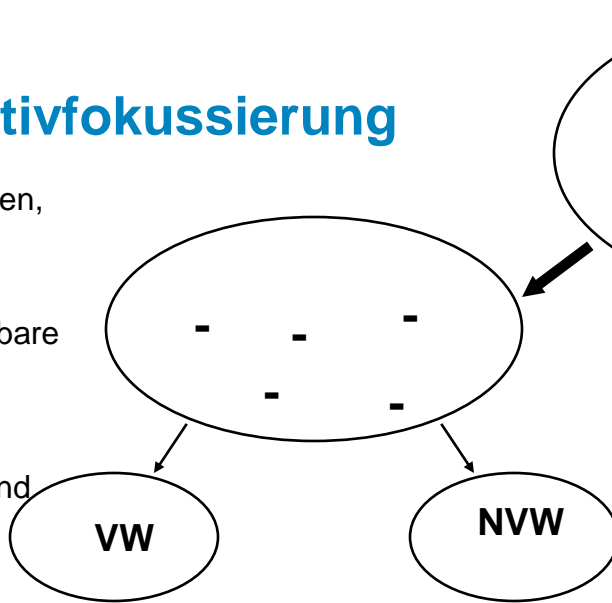 tivfokussierung
en,
bare
nd
- - -
- -
VW
NVW